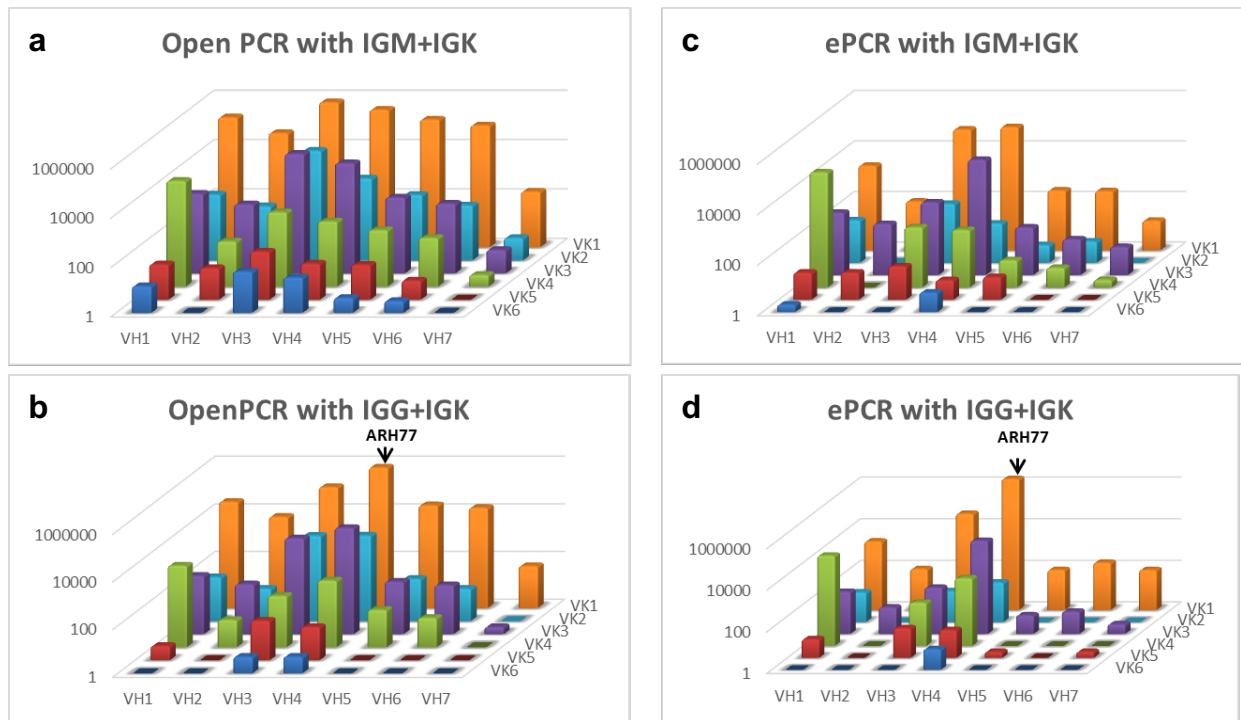 a
Open PCR with IGM+IGK
1000000
10000
100
1
VH1 VH2 VH3 VH4 VH5 VH6 VH7
VK1
VK2
VK3
VK4
VK5
VK6
c
ePCR with IGM+IGK
1000000
10000
100
1
VH1 VH2 VH3 VH4 VH5 VH6 VH7
VK1
VK2
VK3
VK4
VK5
VK6
b
OpenPCR with IGG+IGK
ARH77
1000000
10000
100
1
VH1 VH2 VH3 VH4 VH5 VH6 VH7
VK1
VK2
VK3
VK4
VK5
VK6
d
ePCR with IGG+IGK
ARH77
1000000
10000
100
1
VH1 VH2 VH3 VH4 VH5 VH6 VH7
VK1
VK2
VK3
VK4
VK5
VK6